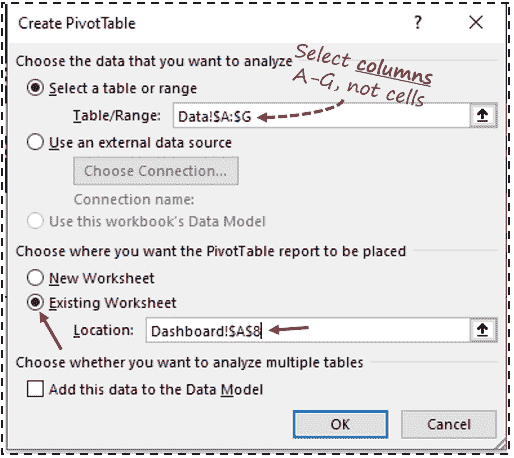 Create PivotTable ? ×
Choose the data that you want to analyze
Select columns
A-G, not cells
Select a table or range
Table/Range: Data!$A:$G
Use an external data source
Choose Connection...
Connection name:
Use this workbook's Data Model
Choose where you want the PivotTable report to be placed
New Worksheet
Existing Worksheet
Location: Dashboard!$A$8
Choose whether you want to analyze multiple tables
Add this data to the Data Model
OK Cancel